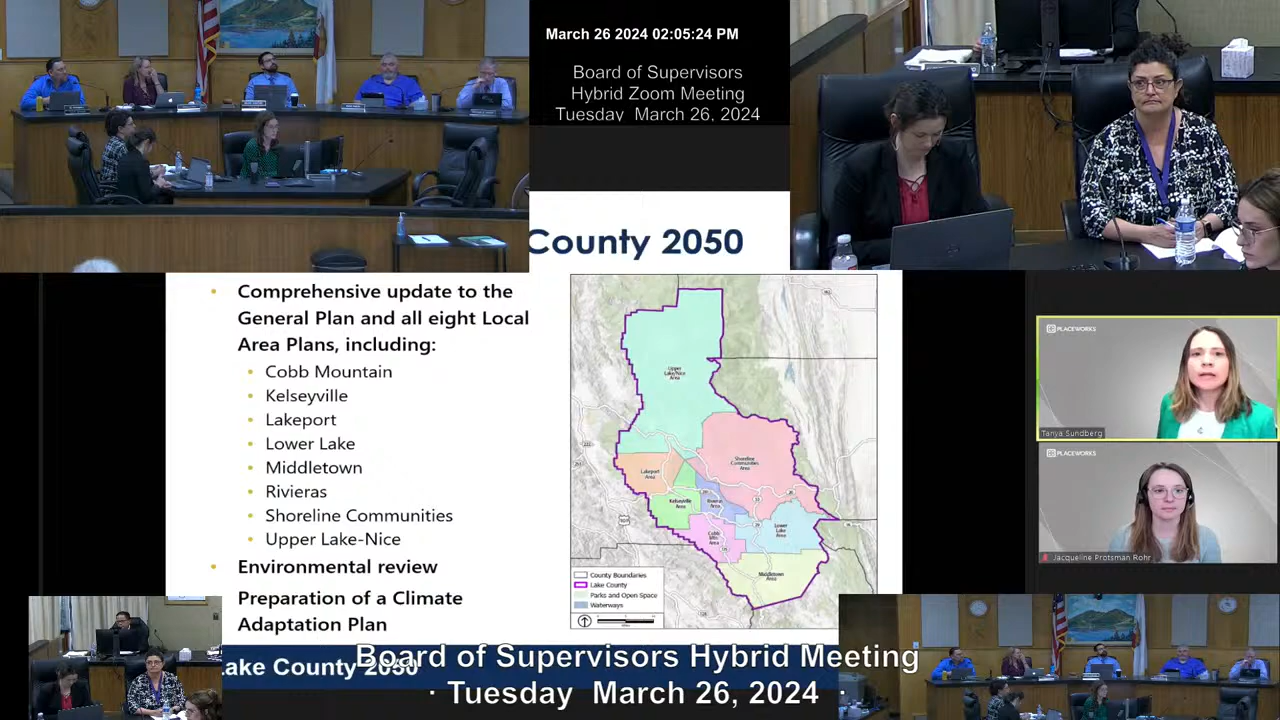 March 26 2024 02:05:24 PM
Board of Supervisors
Hybrid Zoom Meeting
Tuesday March 26, 2024
County 2050
Comprehensive update to the
General Plan and all eight Local
Area Plans, including:
Cobb Mountain
Kelseyville
Lakeport
Lower Lake
Middletown
Rivieras
Shoreline Communities
Upper Lake-Nice
Environmental review
Preparation of a Climate
Adaptation Plan
Upper
Lake/Nice
Area
Shoreline
Communities
Area
Lakeport
Area
Kelseyville
Area
Rivieras
Area
Cobb
Mtn.
Area
Lower
Lake
Area
Middletown
Area
County Boundaries
Lake County
Parks and Open Space
Waterways
PLACEWORKS
Tanya Sundberg
PLACEWORKS
Jacqueline Protsman Rohr
Lake County 2050
Board of Supervisors Hybrid Meeting
· Tuesday March 26, 2024 ·